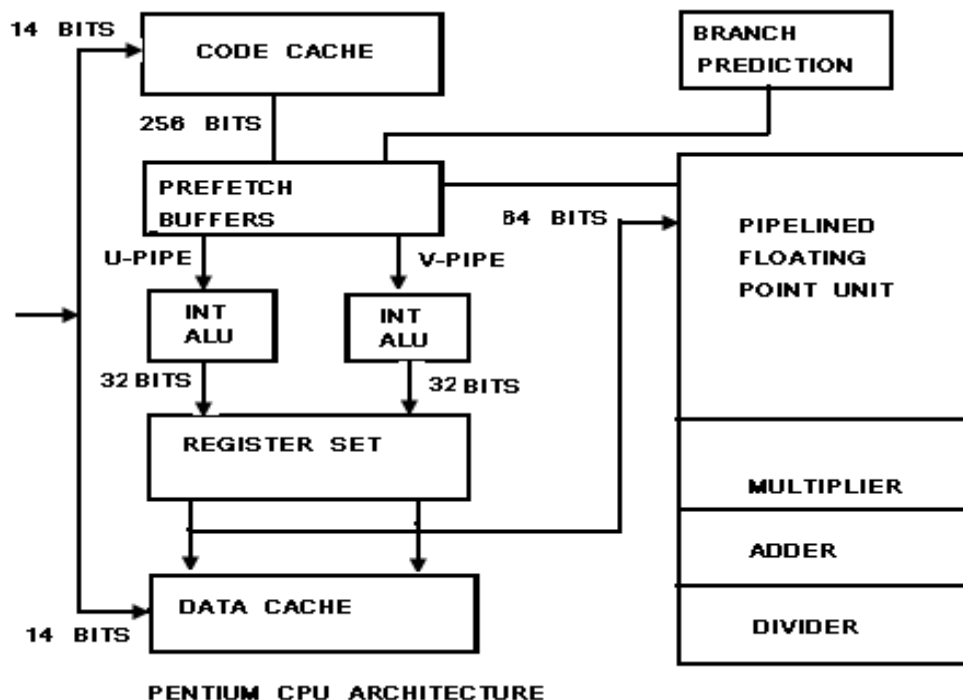 14 BITS
CODE CACHE
BRANCH
PREDICTION
256 BITS
PREFETCH
BUFFERS
64 BITS
PIPELINED
FLOATING
POINT UNIT
U-PIPE
V-PIPE
INT
ALU
INT
ALU
32 BITS
32 BITS
REGISTER SET
MULTIPLIER
ADDER
DATA CACHE
14 BITS
DIVIDER
PENTIUM CPU ARCHITECTURE